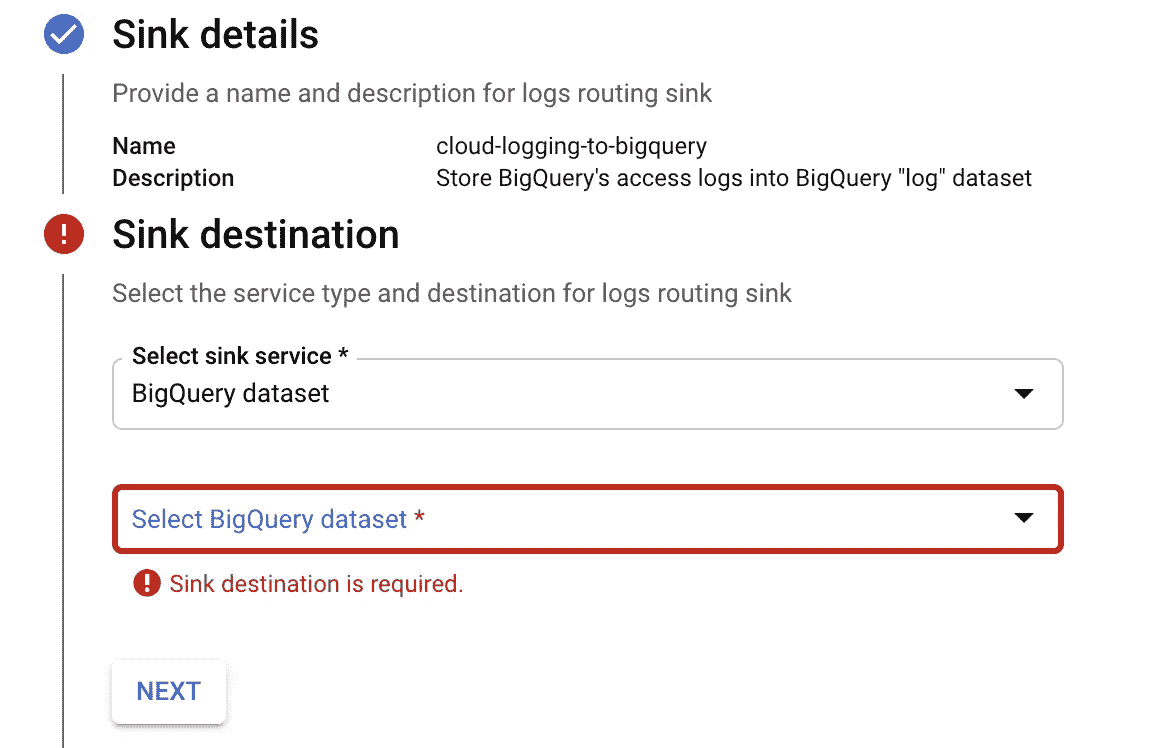 Sink details
Provide a name and description for logs routing sink
Name cloud-logging-to-bigquery
Description Store BigQuery's access logs into BigQuery "log" dataset
! Sink destination
Select the service type and destination for logs routing sink
Select sink service *
BigQuery dataset
Select BigQuery dataset *
! Sink destination is required.
NEXT